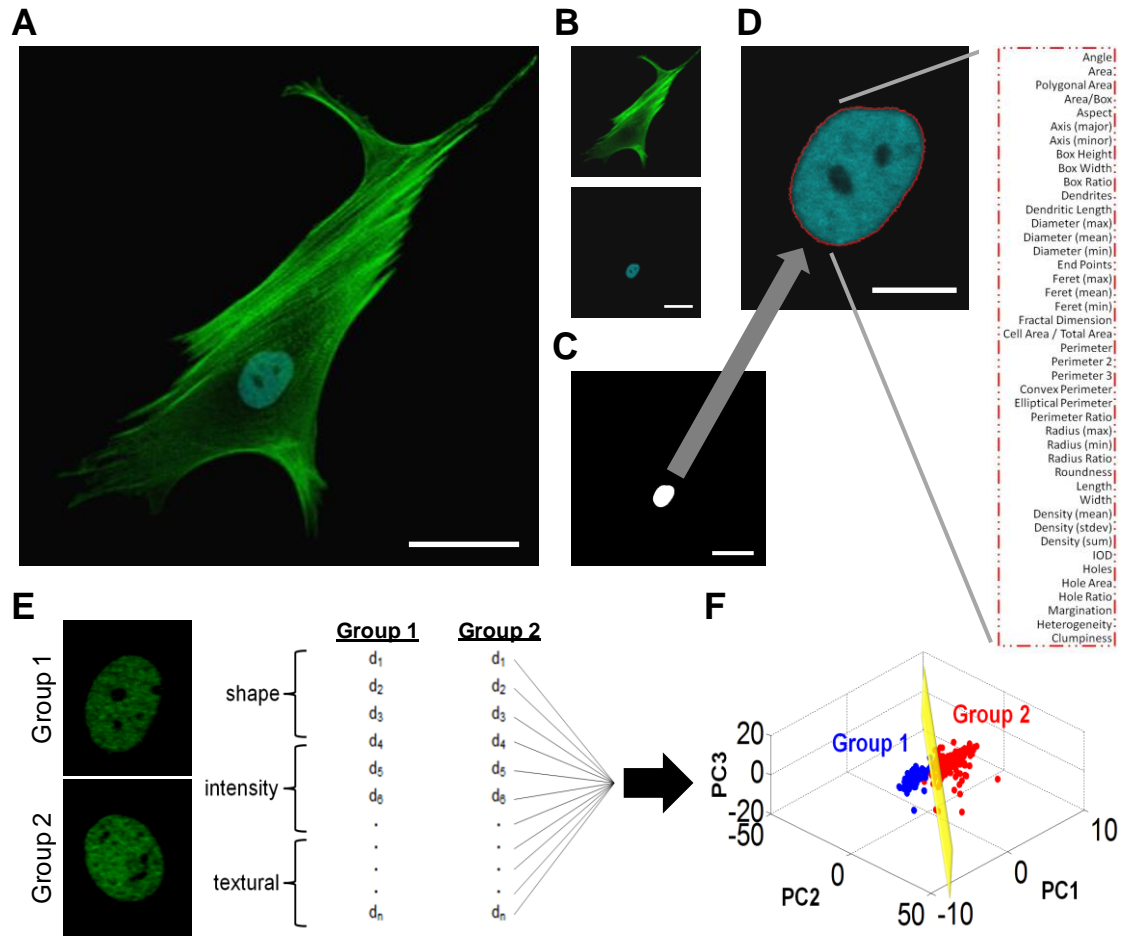 A
B
C
D
Angle
Area
Polygonal Area
Area/Box
Aspect
Axis (major)
Axis (minor)
Box Height
Box Width
Box Ratio
Dendrites
Dendritic Length
Diameter (max)
Diameter (mean)
Diameter (min)
End Points
Feret (max)
Feret (mean)
Feret (min)
Fractal Dimension
Cell Area / Total Area
Perimeter
Perimeter 2
Perimeter 3
Convex Perimeter
Elliptical Perimeter
Perimeter Ratio
Radius (max)
Radius (min)
Radius Ratio
Roundness
Length
Width
Density (mean)
Density (stdev)
Density (sum)
IOD
Holes
Hole Area
Hole Ratio
Margination
Heterogeneity
Clumpiness
E
Group 1
Group 2
shape
intensity
textural
Group 1
d1
d2
d3
d4
d5
d6
.
.
.
.
dn
Group 2
d1
d2
d3
d4
d5
d6
.
.
.
.
dn
F
Group 1
Group 2
PC3
20
0
-20
-50
0
50
PC2
-10
0
10
PC1